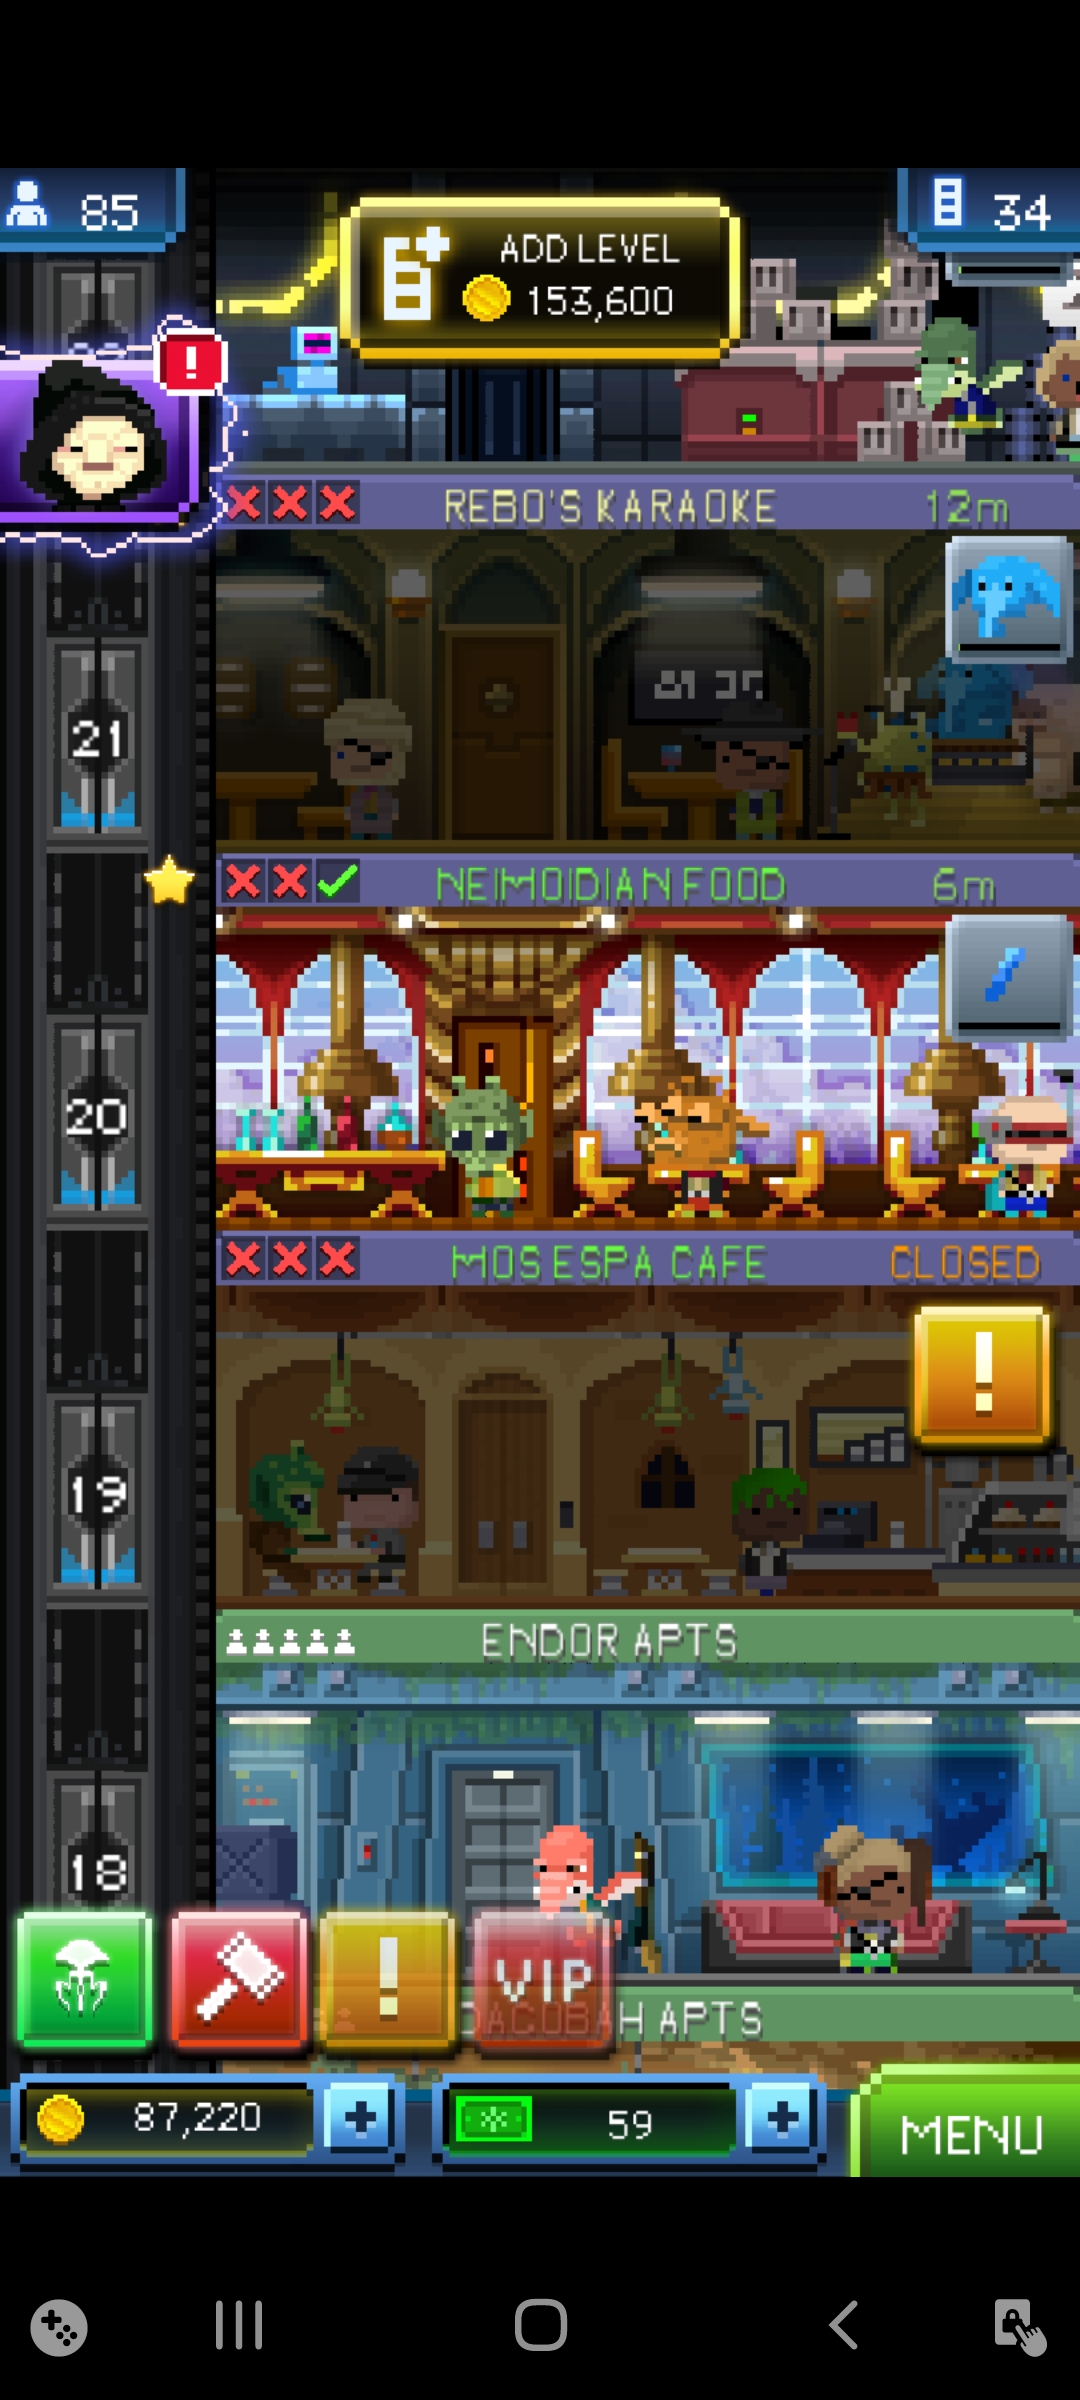 85
ADD LEVEL
153,600
34
!
REBO'S KARAOKE 12m
21
NEIMOIDIAN FOOD 6m
20
MOS ESPA CAFE CLOSED
!
19
ENDOR APTS
18
! VIP
DAGOBAH APTS
87,220 + 59 + MENU